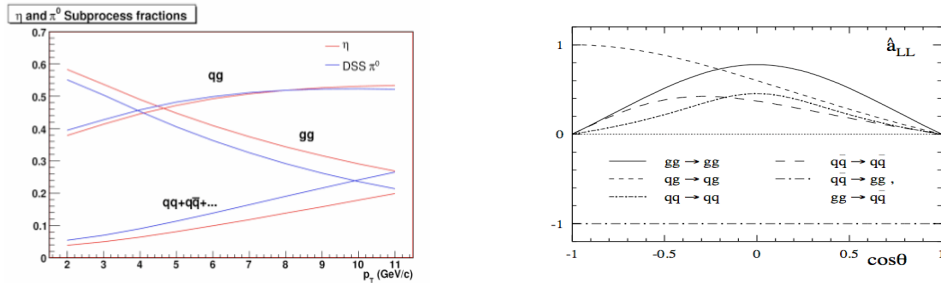 η and π⁰ Subprocess fractions
0.7
0.6
0.5
0.4
0.3
0.2
0.1
0
η
DSS π⁰
qg
gg
qq+qq̄+...
2 3 4 5 6 7 8 9 10 11
p_T (GeV/c)
â_LL
1
0
-1
gg → gg
qg → qg
qq → qq
qq̄ → qq̄
qq̄ → gg ,
gg → qq̄
-1 -0.5 0 0.5 1
cosθ